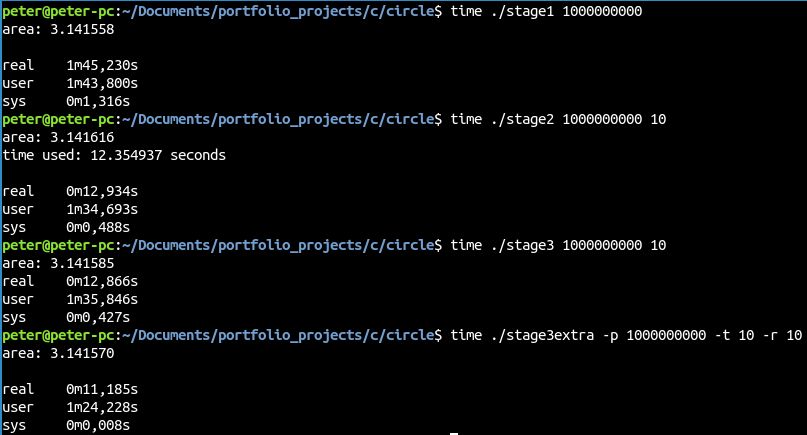 peter@peter-pc:~/Documents/portfolio_projects/c/circle$ time ./stage1 1000000000
area: 3.141558
real 1m45,230s
user 1m43,800s
sys 0m1,316s
peter@peter-pc:~/Documents/portfolio_projects/c/circle$ time ./stage2 1000000000 10
area: 3.141616
time used: 12.354937 seconds
real 0m12,934s
user 1m34,693s
sys 0m0,488s
peter@peter-pc:~/Documents/portfolio_projects/c/circle$ time ./stage3 1000000000 10
area: 3.141585
real 0m12,866s
user 1m35,846s
sys 0m0,427s
peter@peter-pc:~/Documents/portfolio_projects/c/circle$ time ./stage3extra -p 1000000000 -t 10 -r 10
area: 3.141570
real 0m11,185s
user 1m24,228s
sys 0m0,008s